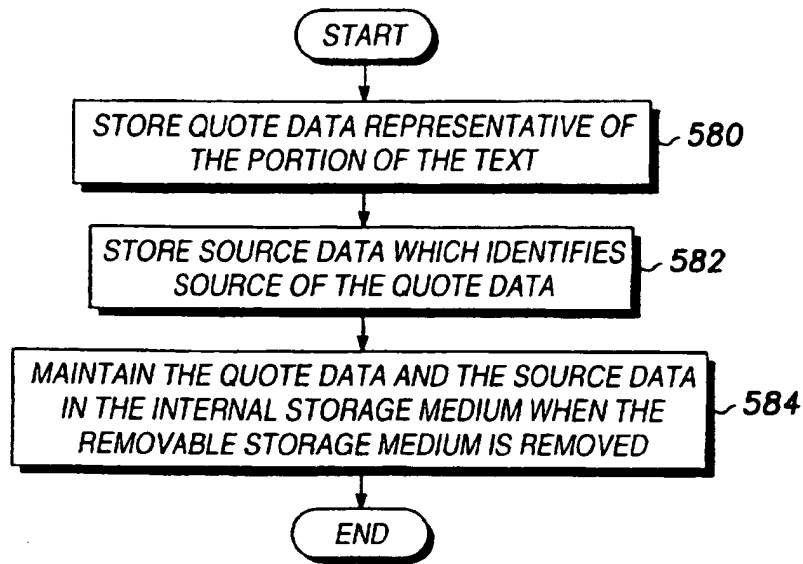 START
STORE QUOTE DATA REPRESENTATIVE OF
THE PORTION OF THE TEXT
580
STORE SOURCE DATA WHICH IDENTIFIES
SOURCE OF THE QUOTE DATA
582
MAINTAIN THE QUOTE DATA AND THE SOURCE DATA
IN THE INTERNAL STORAGE MEDIUM WHEN THE
REMOVABLE STORAGE MEDIUM IS REMOVED
584
END